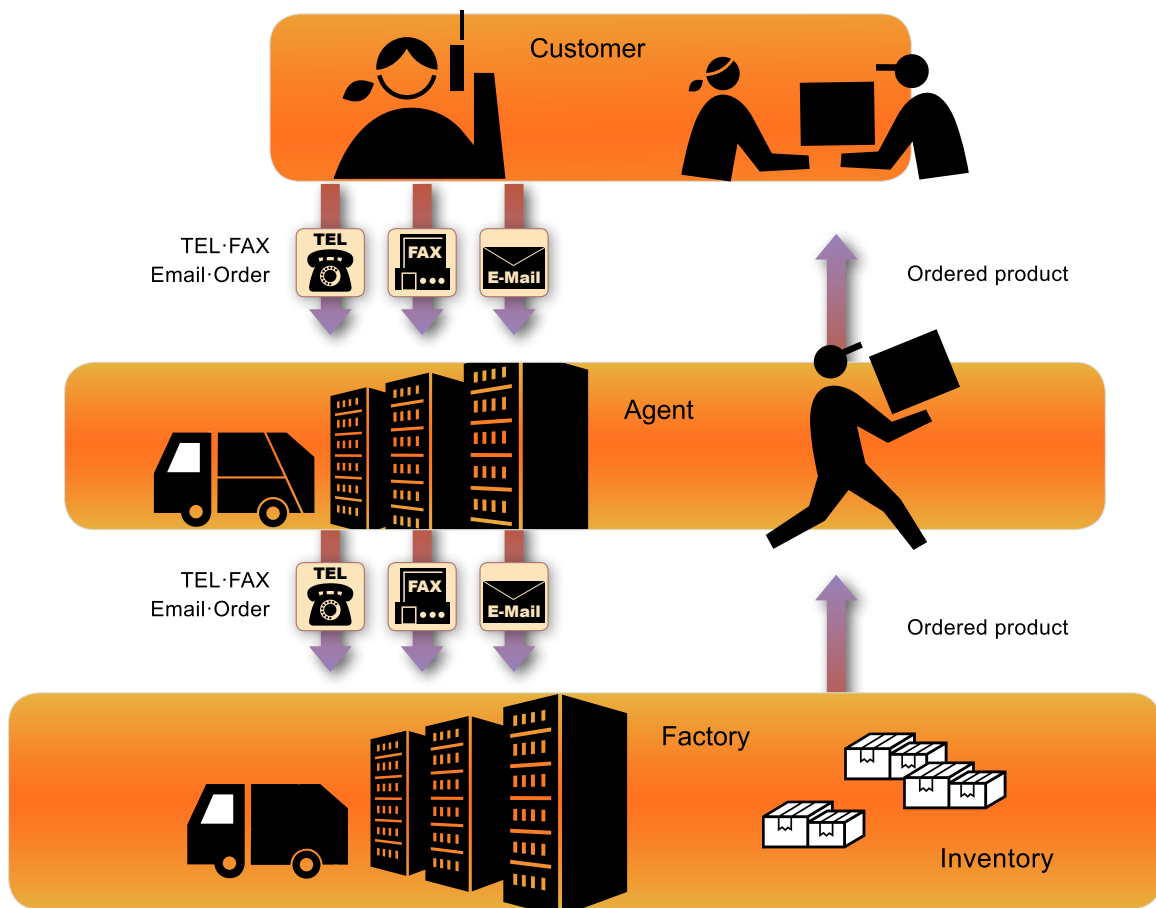 Customer
TEL·FAX
Email·Order
TEL
FAX
E-Mail
Ordered product
Agent
TEL·FAX
Email·Order
TEL
FAX
E-Mail
Ordered product
Factory
Inventory